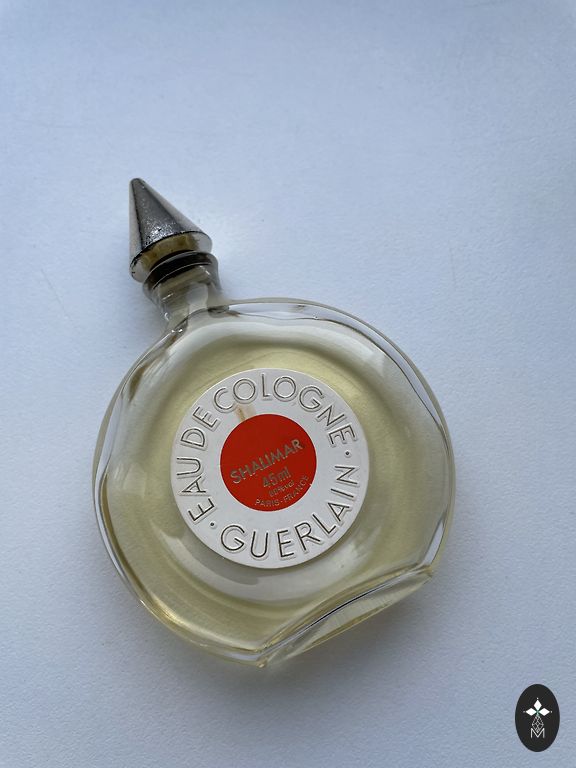 · EAU DE COLOGNE ·
GUERLAIN
SHALIMAR
45 ml
PARIS-FRANCE
M